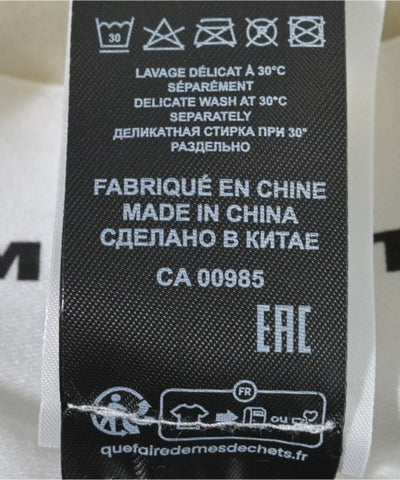 30
LAVAGE DÉLICAT À 30°C
SÉPARÉMENT
DELICATE WASH AT 30°C
SEPARATELY
ДЕЛИКАТНАЯ СТИРКА ПРИ 30°
РАЗДЕЛЬНО
FABRIQUÉ EN CHINE
MADE IN CHINA
СДЕЛАНО В КИТАЕ
CA 00985
EAC
FR
OU
quefairedemesdechets.fr
M